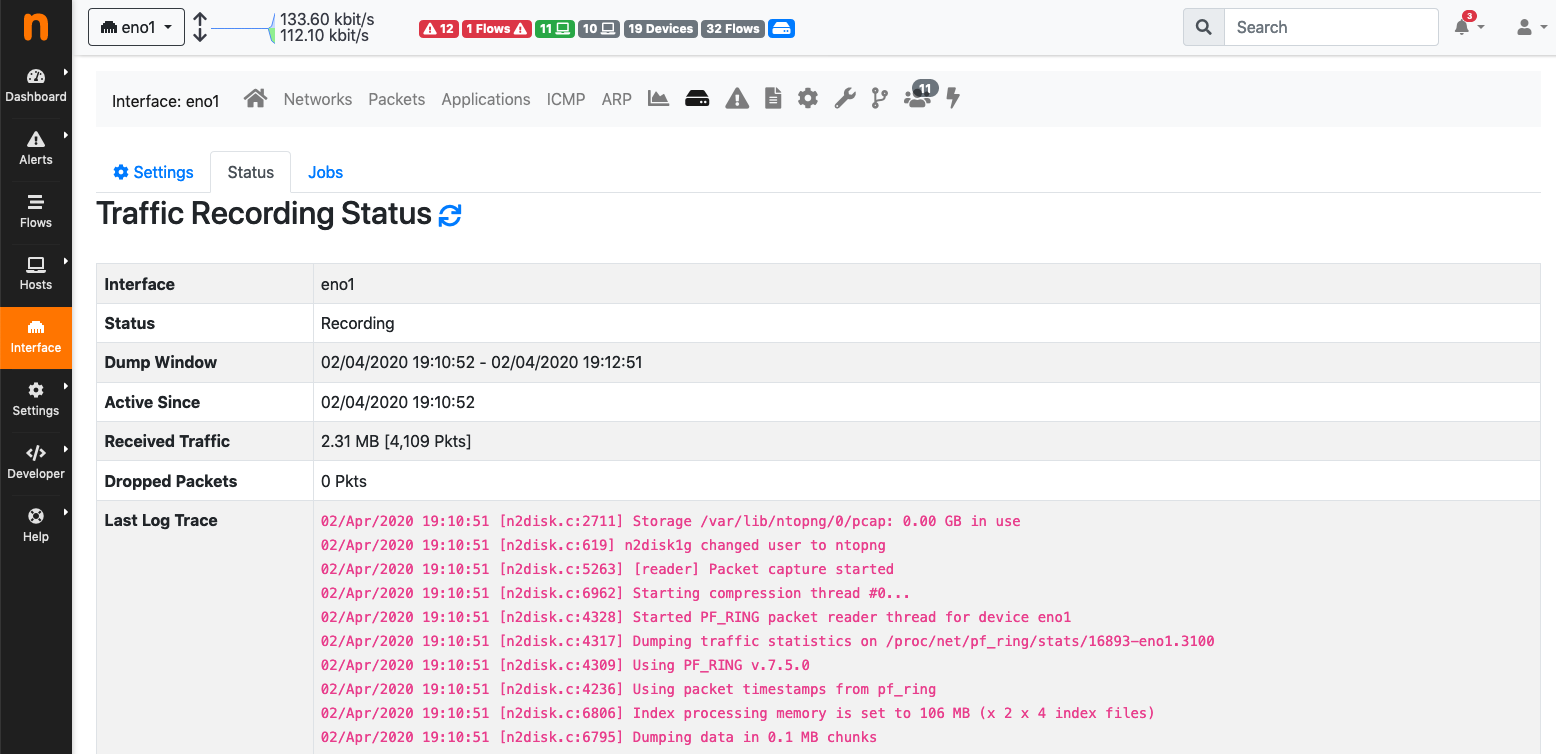 n
eno1
133.60 kbit/s
112.10 kbit/s
12
1 Flows
11
10
19 Devices
32 Flows
Search
3
Dashboard
Alerts
Flows
Hosts
Interface
Settings
Developer
Help
Interface: eno1
Networks
Packets
Applications
ICMP
ARP
11
Settings
Status
Jobs
Traffic Recording Status
Interface eno1
Status Recording
Dump Window 02/04/2020 19:10:52 - 02/04/2020 19:12:51
Active Since 02/04/2020 19:10:52
Received Traffic 2.31 MB [4,109 Pkts]
Dropped Packets 0 Pkts
Last Log Trace 02/Apr/2020 19:10:51 [n2disk.c:2711] Storage /var/lib/ntopng/0/pcap: 0.00 GB in use
02/Apr/2020 19:10:51 [n2disk.c:619] n2disk1g changed user to ntopng
02/Apr/2020 19:10:51 [n2disk.c:5263] [reader] Packet capture started
02/Apr/2020 19:10:51 [n2disk.c:6962] Starting compression thread #0...
02/Apr/2020 19:10:51 [n2disk.c:4328] Started PF_RING packet reader thread for device eno1
02/Apr/2020 19:10:51 [n2disk.c:4317] Dumping traffic statistics on /proc/net/pf_ring/stats/16893-eno1.3100
02/Apr/2020 19:10:51 [n2disk.c:4309] Using PF_RING v.7.5.0
02/Apr/2020 19:10:51 [n2disk.c:4236] Using packet timestamps from pf_ring
02/Apr/2020 19:10:51 [n2disk.c:6806] Index processing memory is set to 106 MB (x 2 x 4 index files)
02/Apr/2020 19:10:51 [n2disk.c:6795] Dumping data in 0.1 MB chunks